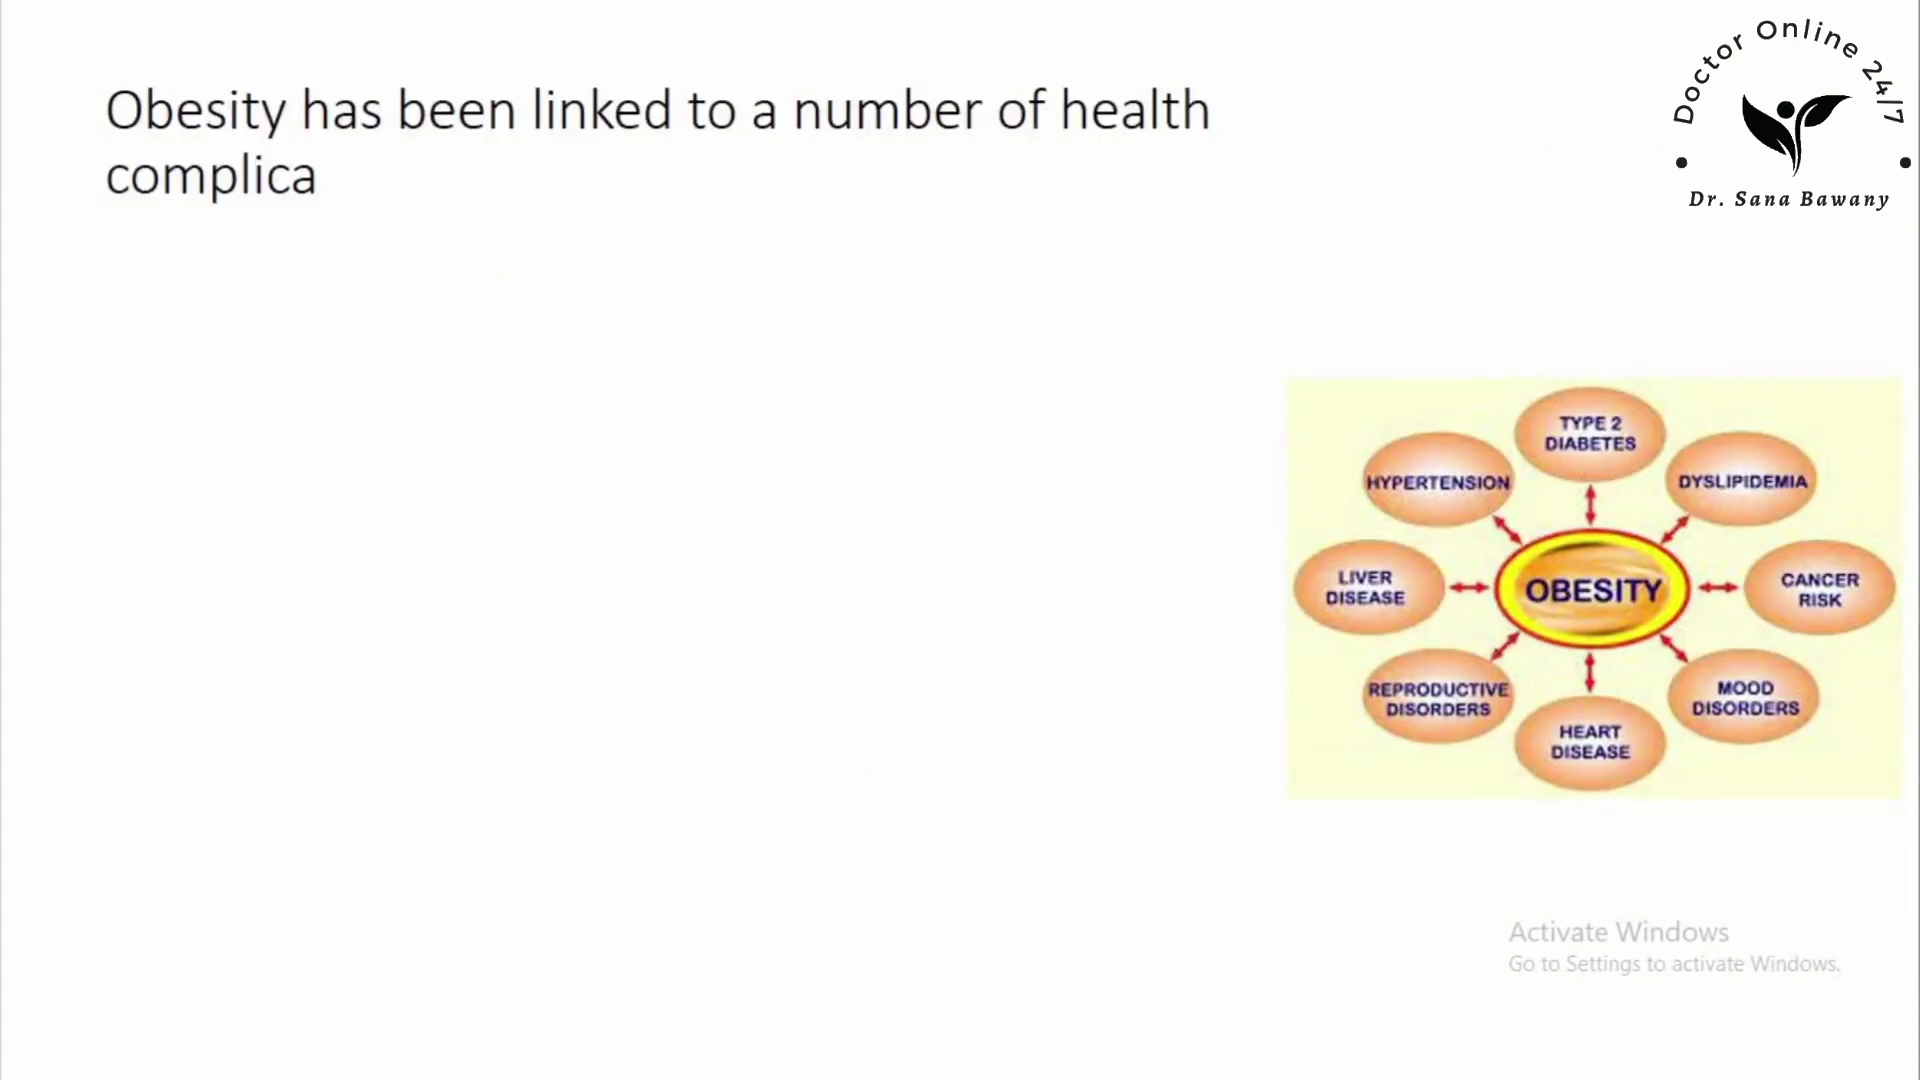 Obesity has been linked to a number of health
complica
Doctor Online 24/7
Dr. Sana Bawany
TYPE 2
DIABETES
HYPERTENSION
DYSLIPIDEMIA
LIVER
DISEASE
OBESITY
CANCER
RISK
REPRODUCTIVE
DISORDERS
MOOD
DISORDERS
HEART
DISEASE
Activate Windows
Go to Settings to activate Windows.